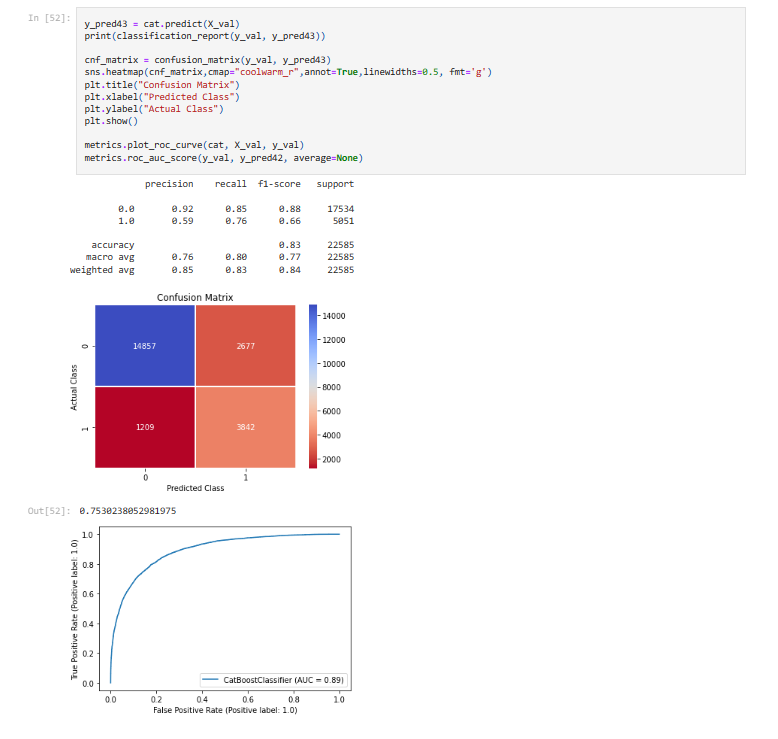 In [52]:
y_pred43 = cat.predict(X_val)
print(classification_report(y_val, y_pred43))
cnf_matrix = confusion_matrix(y_val, y_pred43)
sns.heatmap(cnf_matrix,cmap="coolwarm_r",annot=True,linewidths=0.5, fmt='g')
plt.title("Confusion Matrix")
plt.xlabel("Predicted Class")
plt.ylabel("Actual Class")
plt.show()
metrics.plot_roc_curve(cat, X_val, y_val)
metrics.roc_auc_score(y_val, y_pred42, average=None)
precision recall f1-score support
0.0 0.92 0.85 0.88 17534
1.0 0.59 0.76 0.66 5051
accuracy 0.83 22585
macro avg 0.76 0.80 0.77 22585
weighted avg 0.85 0.83 0.84 22585
Confusion Matrix
14857 2677
1209 3842
0
1
Actual Class
0 1
Predicted Class
14000
12000
10000
8000
6000
4000
2000
Out[52]: 0.7530238052981975
True Positive Rate (Positive label: 1.0)
1.0
0.8
0.6
0.4
0.2
0.0
CatBoostClassifier (AUC = 0.89)
0.0 0.2 0.4 0.6 0.8 1.0
False Positive Rate (Positive label: 1.0)